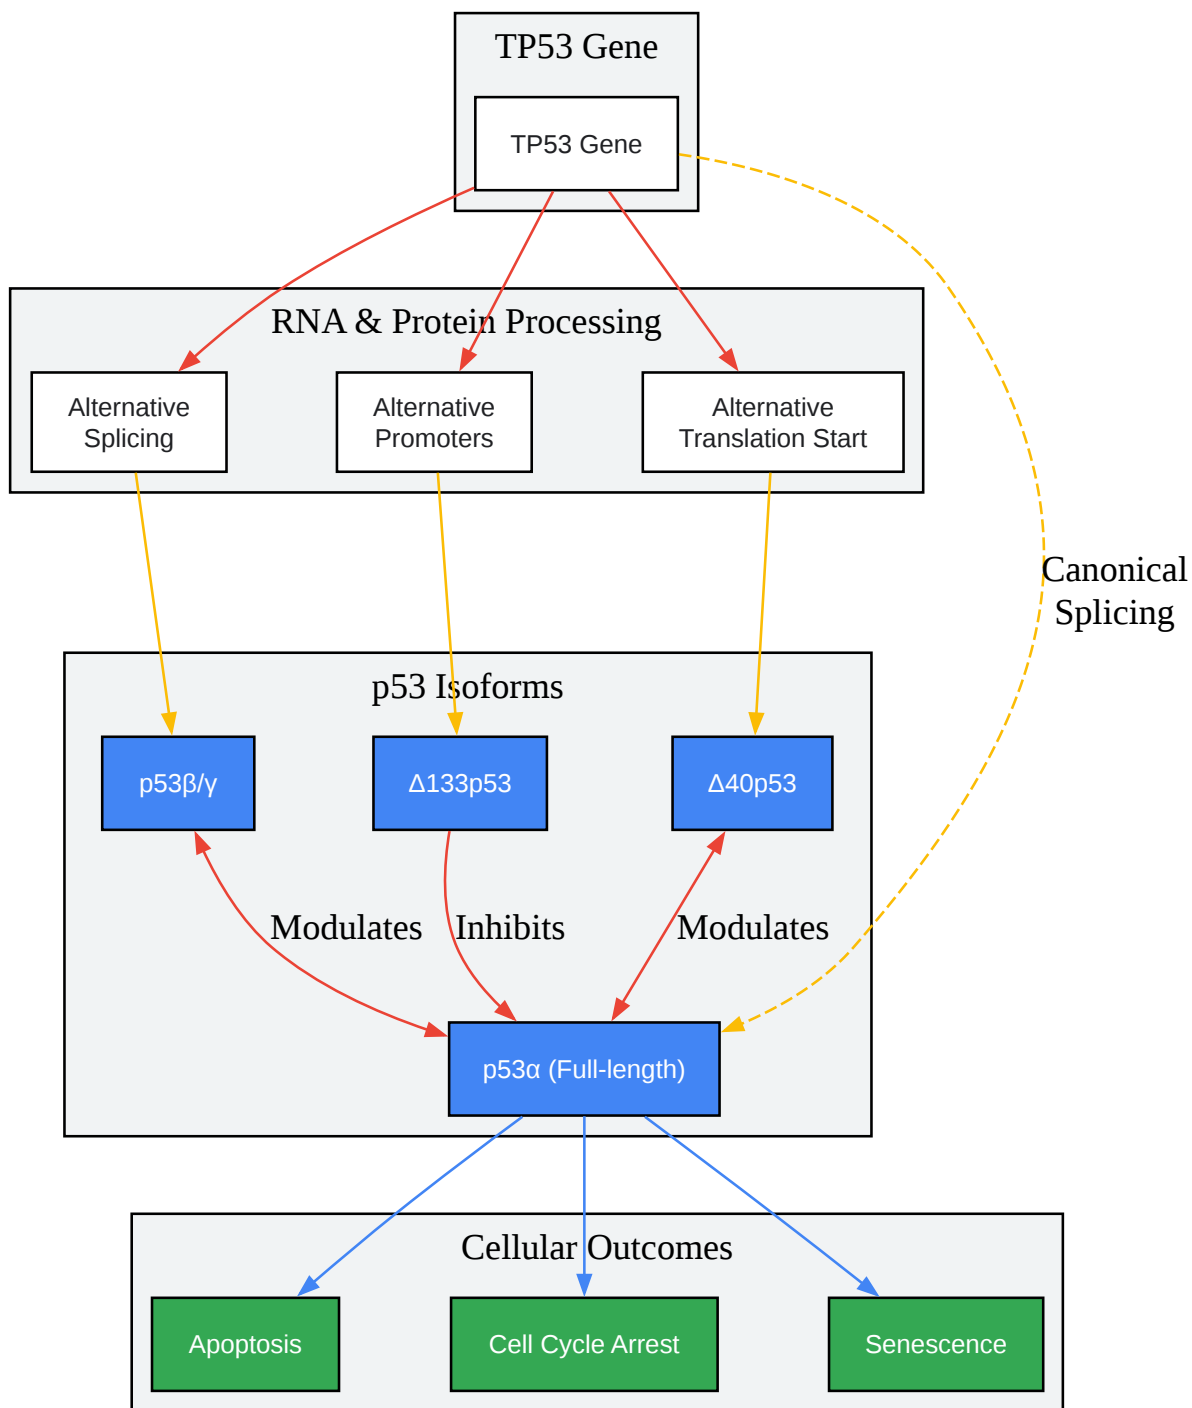 TP53 Gene
TP53 Gene
RNA & Protein Processing
Alternative
Splicing
Alternative
Promoters
Alternative
Translation Start
Canonical
Splicing
p53 Isoforms
p53β/γ
Δ133p53
Δ40p53
Modulates
Inhibits
Modulates
p53α (Full-length)
Cellular Outcomes
Apoptosis
Cell Cycle Arrest
Senescence